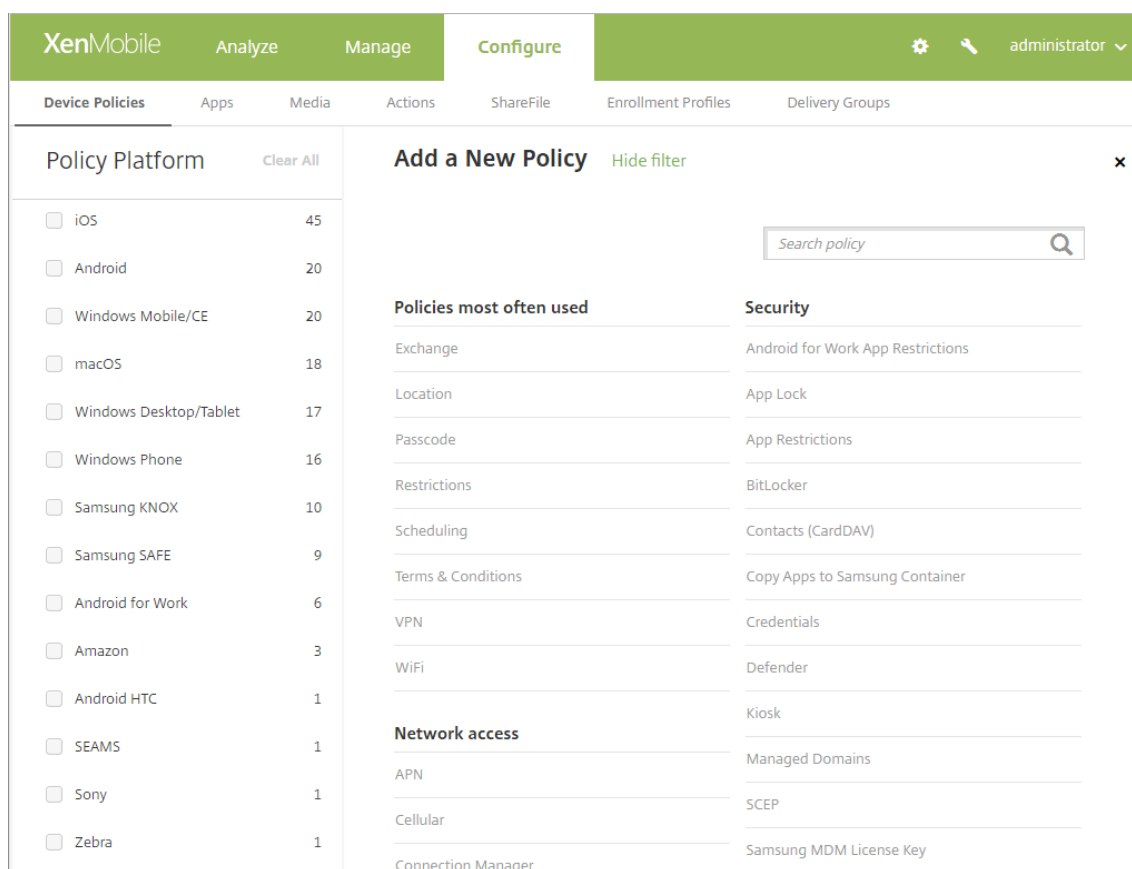 XenMobile Analyze Manage Configure administrator
Device Policies Apps Media Actions ShareFile Enrollment Profiles Delivery Groups
Policy Platform Clear All
iOS 45
Android 20
Windows Mobile/CE 20
macOS 18
Windows Desktop/Tablet 17
Windows Phone 16
Samsung KNOX 10
Samsung SAFE 9
Android for Work 6
Amazon 3
Android HTC 1
SEAMS 1
Sony 1
Zebra 1
Add a New Policy Hide filter
Search policy
Policies most often used
Exchange
Location
Passcode
Restrictions
Scheduling
Terms & Conditions
VPN
WiFi
Network access
APN
Cellular
Connection Manager
Security
Android for Work App Restrictions
App Lock
App Restrictions
BitLocker
Contacts (CardDAV)
Copy Apps to Samsung Container
Credentials
Defender
Kiosk
Managed Domains
SCEP
Samsung MDM License Key